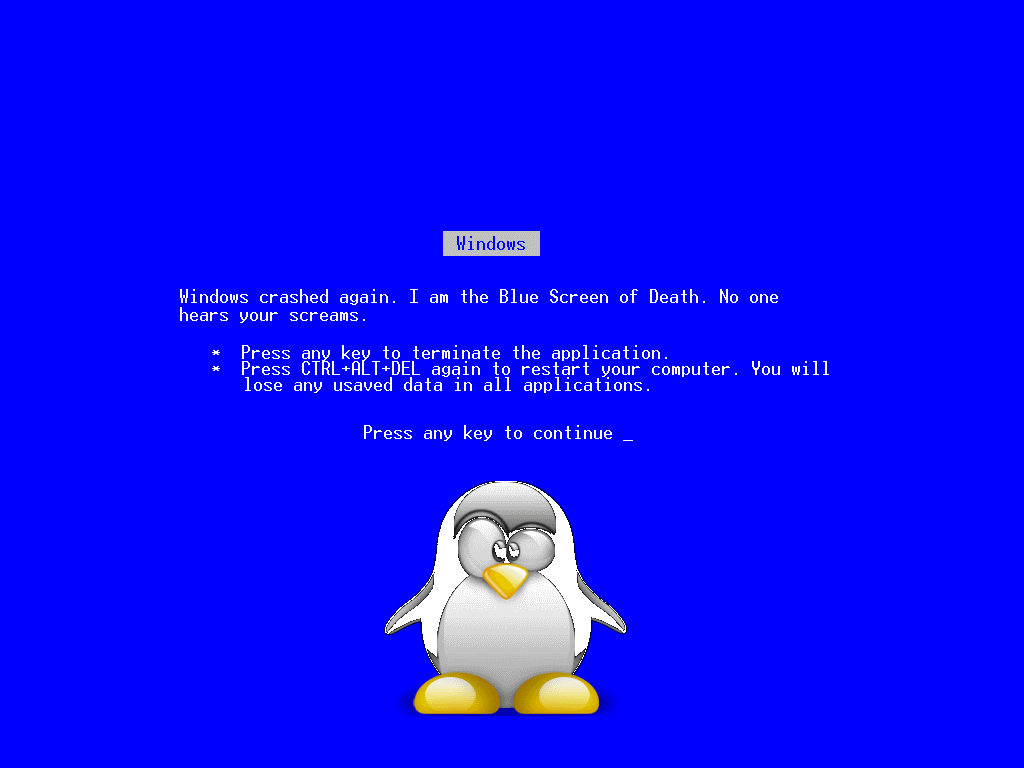 Windows
Windows crashed again. I am the Blue Screen of Death. No one
hears your screams.
* Press any key to terminate the application.
* Press CTRL+ALT+DEL again to restart your computer. You will
lose any usaved data in all applications.
Press any key to continue _